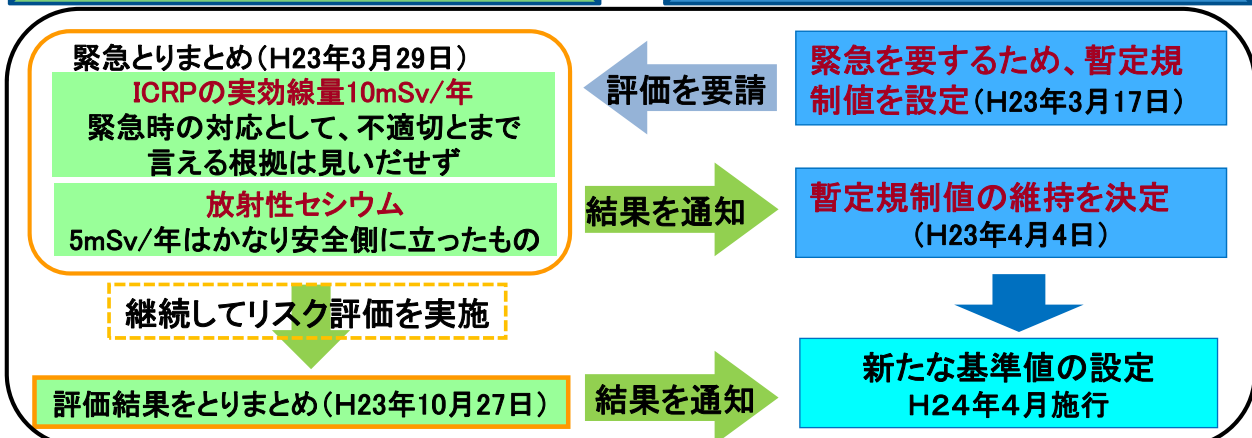 緊急とりまとめ(H23年3月29日)
ICRPの実効線量10mSv/年
緊急時の対応として、不適切とまで
言える根拠は見いだせず
放射性セシウム
5mSv/年はかなり安全側に立ったもの
評価を要請
緊急を要するため、暫定規
制値を設定(H23年3月17日)
結果を通知
暫定規制値の維持を決定
(H23年4月4日)
継続してリスク評価を実施
評価結果をとりまとめ(H23年10月27日)
結果を通知
新たな基準値の設定
H24年4月施行